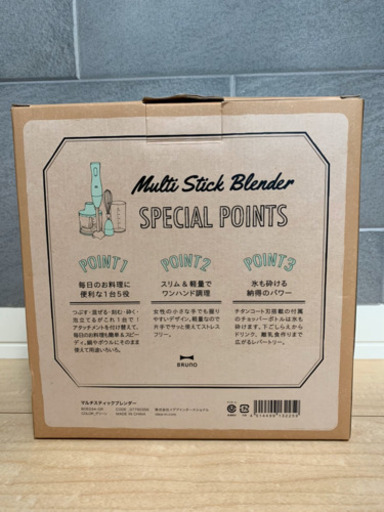 Multi Stick Blender
SPECIAL POINTS
POINT1
毎日のお料理に
便利な1台5役
つぶす・混ぜる・刻む・砕く・
泡立てるがこれ1台で!
アタッチメントを付け替えて、
毎日のお料理も簡単&スピー
ディ。鍋やボウルにそのまま
使えて用途いろいろ。
POINT2
スリム&軽量で
ワンハンド調理
女性の小さな手でも握り
やすいデザイン。軽量なので
片手でサッと使えてストレス
フリー。
POINT3
氷も砕ける
納得のパワー
チタンコート刃搭載の付属
のチョッパーボトルは氷も
砕けます。下ごしらえから
ドリンク、離乳食作りまで
広がるレパートリー。
BRUNO
マルチスティックブレンダー
MADE IN CHINA